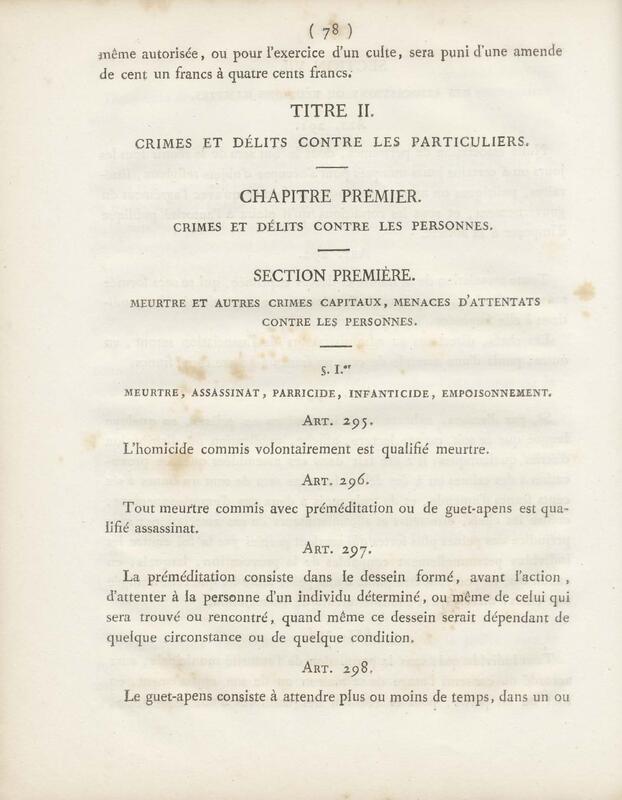 ( 78 )
même autorisée, ou pour l'exercice d'un culte, sera puni d'une amende
de cent un francs à quatre cents francs.
TITRE II.
CRIMES ET DÉLITS CONTRE LES PARTICULIERS.
CHAPITRE PREMIER.
CRIMES ET DÉLITS CONTRE LES PERSONNES.
SECTION PREMIÈRE.
MEURTRE ET AUTRES CRIMES CAPITAUX, MENACES D'ATTENTATS
CONTRE LES PERSONNES.
§. I.er
MEURTRE, ASSASSINAT, PARRICIDE, INFANTICIDE, EMPOISONNEMENT.
ART. 295.
L'homicide commis volontairement est qualifié meurtre.
ART. 296.
Tout meurtre commis avec préméditation ou de guet-apens est qua-
lifié assassinat.
ART. 297.
La préméditation consiste dans le dessein formé, avant l'action,
d'attenter à la personne d'un individu déterminé, ou même de celui qui
sera trouvé ou rencontré, quand même ce dessein serait dépendant de
quelque circonstance ou de quelque condition.
ART. 298.
Le guet-apens consiste à attendre plus ou moins de temps, dans un ou